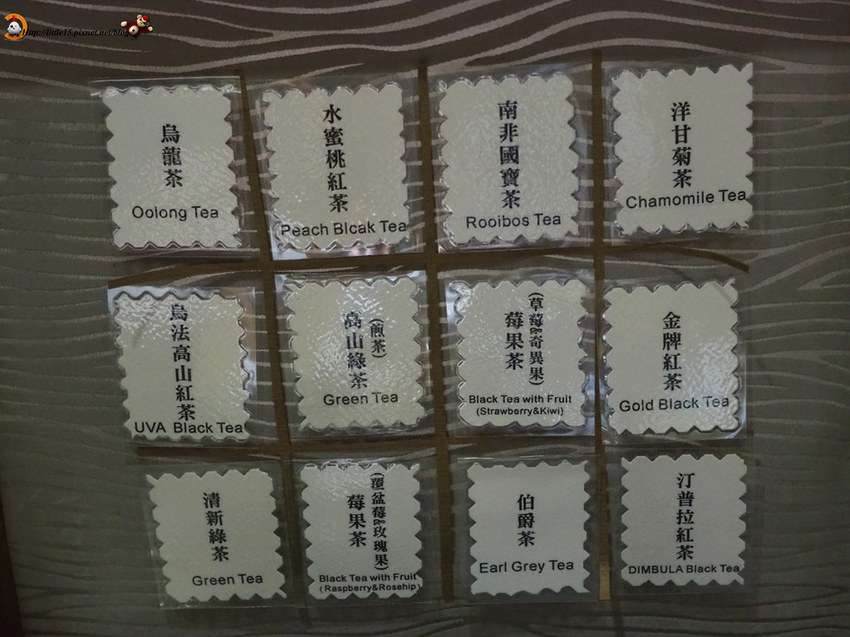 http://little15.pixnet.net/blog
烏龍茶
Oolong Tea
水蜜桃紅茶
Peach Blcak Tea
南非國寶茶
Rooibos Tea
洋甘菊茶
Chamomile Tea
烏法高山紅茶
UVA Black Tea
(煎茶)
高山綠茶
Green Tea
(草莓&奇異果)
莓果茶
Black Tea with Fruit
(Strawberry&Kiwi)
金牌紅茶
Gold Black Tea
清新綠茶
Green Tea
(覆盆莓&玫瑰果)
莓果茶
Black Tea with Fruit
(Raspberry&Rosehip)
伯爵茶
Earl Grey Tea
汀普拉紅茶
DIMBULA Black Tea